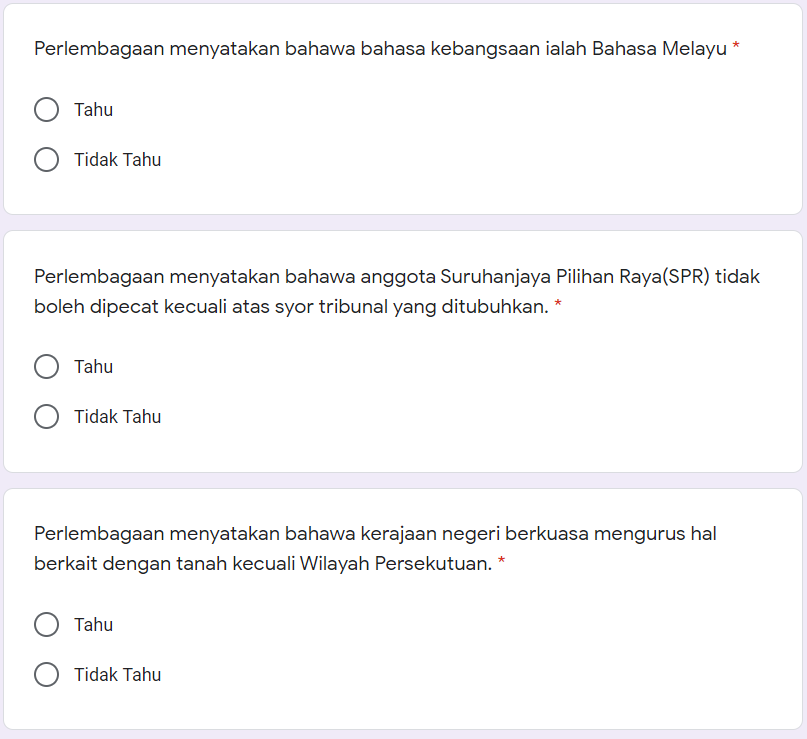 Perlembagaan menyatakan bahawa bahasa kebangsaan ialah Bahasa Melayu *
Tahu
Tidak Tahu
Perlembagaan menyatakan bahawa anggota Suruhanjaya Pilihan Raya(SPR) tidak
boleh dipecat kecuali atas syor tribunal yang ditubuhkan. *
Tahu
Tidak Tahu
Perlembagaan menyatakan bahawa kerajaan negeri berkuasa mengurus hal
berkait dengan tanah kecuali Wilayah Persekutuan. *
Tahu
Tidak Tahu